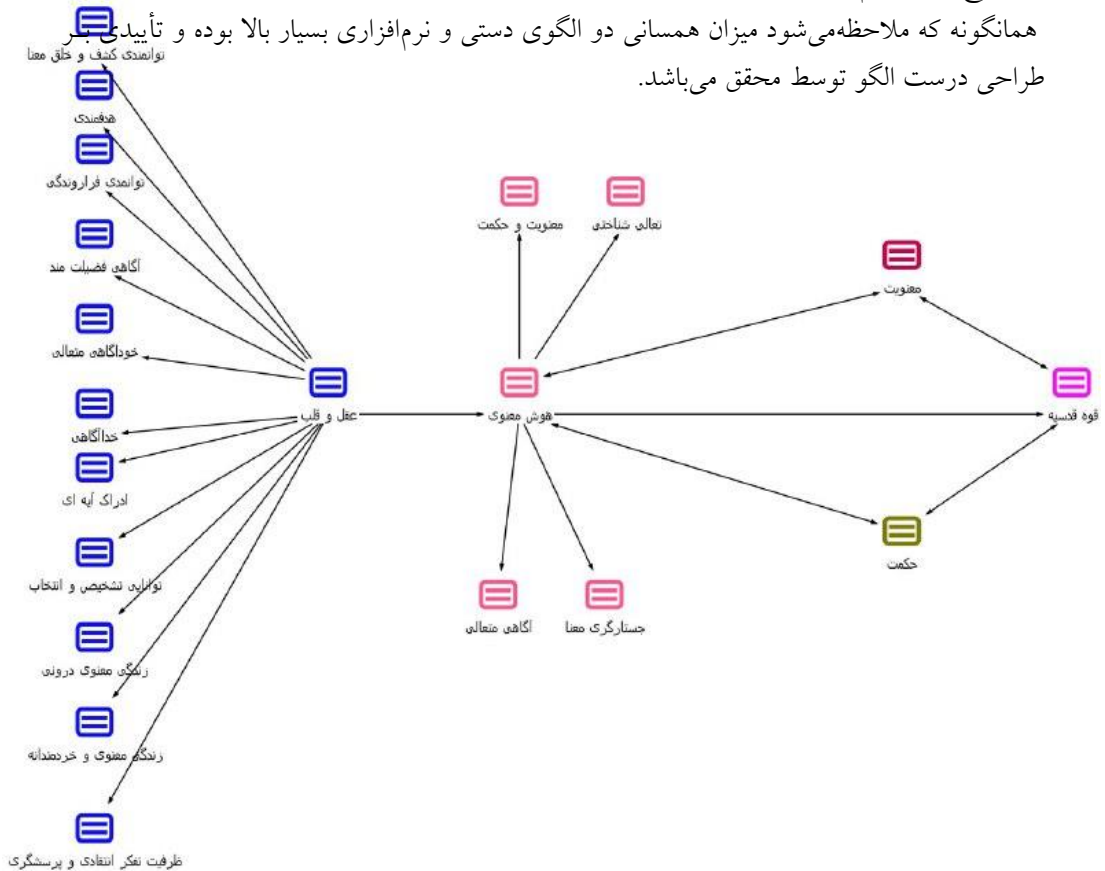 همانگونه که ملاحظه‌می‌شود میزان همسانی دو الگوی دستی و نرم‌افزاری بسیار بالا بوده و تأییدی بـر
طراحی درست الگو توسط محقق می‌باشد.
توانمندی کشف و خلق معنا
هدفمندی
توانمدی فراروندگی
آگاهی فضیلت مند
خوداگاهی متعالی
خداآگاهی
ادراک آیه ای
توانایی تشخیص و انتخاب
زندگی معنوی درونی
زندگی معنوی و خردمندانه
ظرفیت تفکر انتقادی و پرسشگری
عقل و قلب
معنویت و حکمت
تعالی شناختی
هوش معنوی
آگاهی متعالی
جستارگری معنا
معنویت
قوه قدسیه
حکمت